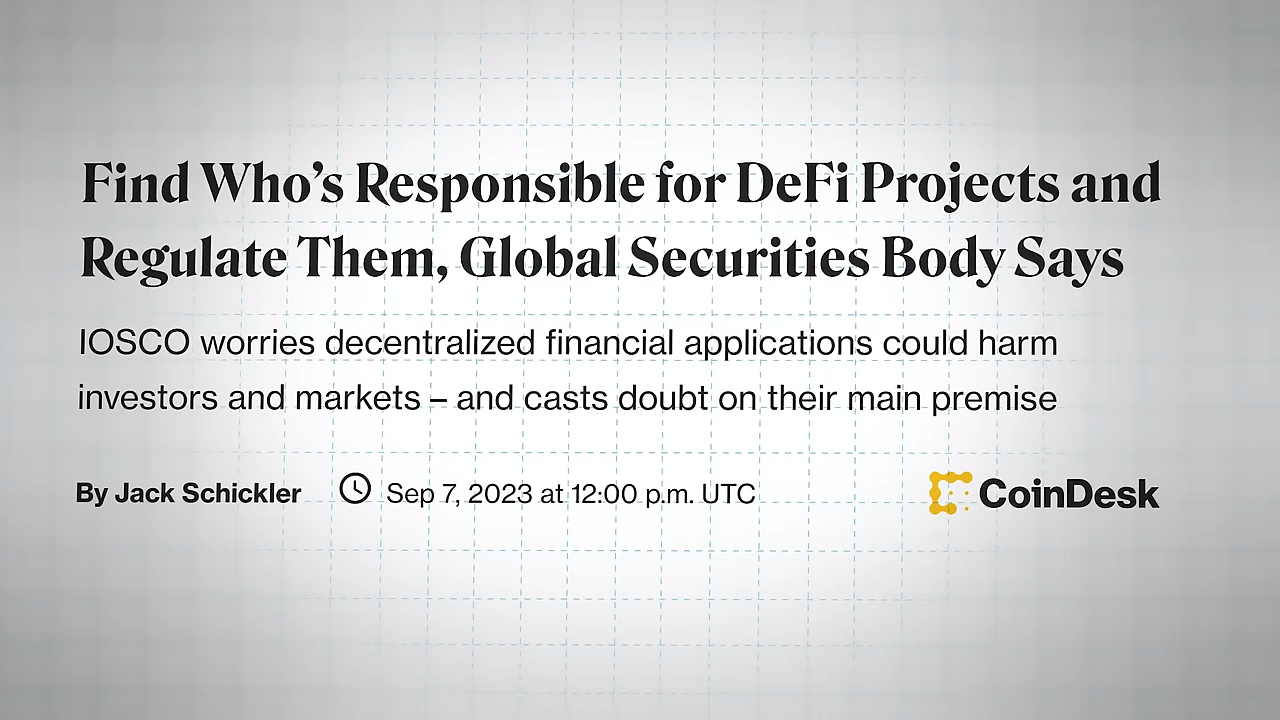 Find Who's Responsible for DeFi Projects and
Regulate Them, Global Securities Body Says
IOSCO worries decentralized financial applications could harm
investors and markets – and casts doubt on their main premise
By Jack Schickler Sep 7, 2023 at 12:00 p.m. UTC CoinDesk